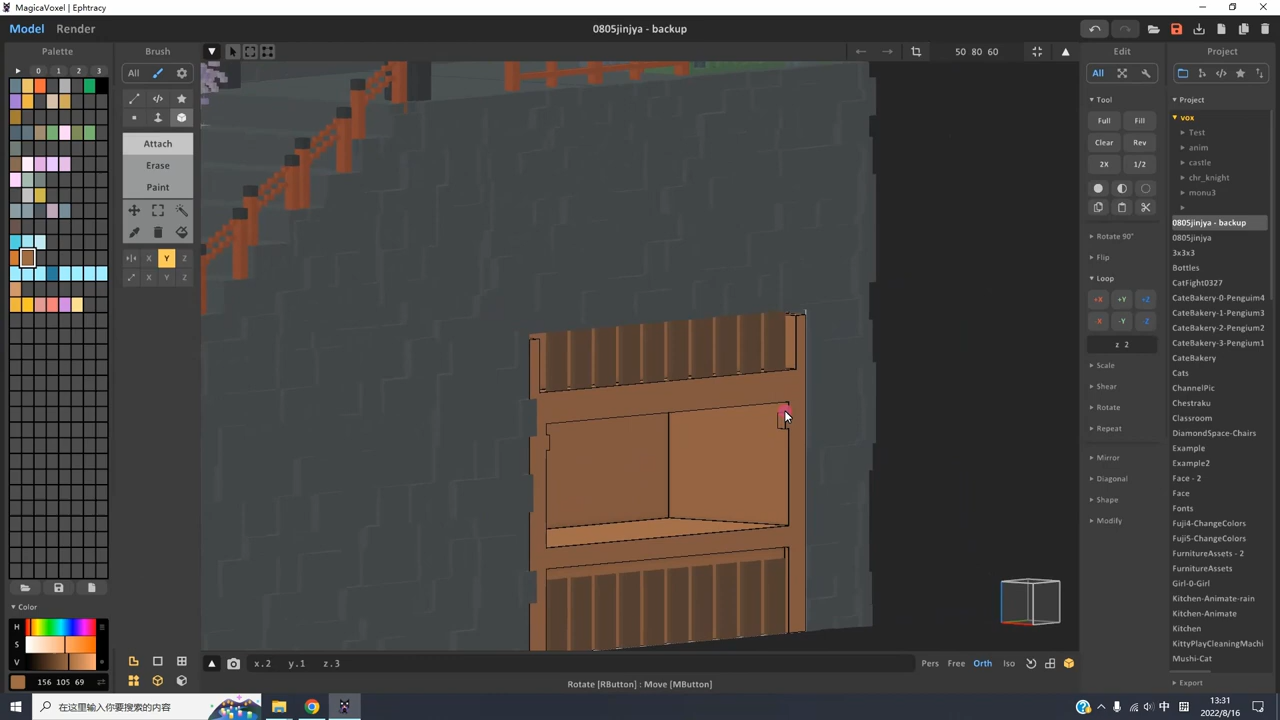 MagicaVoxel | Ephtracy
Model Render
0805jinjya - backup
Palette
Brush
50 80 60
Edit
Project
0 1 2 3
All
All
Attach
Erase
Paint
X Y Z
X Y Z
Tool
Full Fill
Clear Rev
2X 1/2
Rotate 90°
Flip
Loop
+X +Y +Z
-X -Y -Z
z 2
Scale
Shear
Rotate
Repeat
Mirror
Diagonal
Shape
Modify
Project
vox
Test
anim
castle
chr_knight
monu3
0805jinjya - backup
0805jinjya
3x3x3
Bottles
CatFight0327
CateBakery-0-Penguim4
CateBakery-1-Pengium3
CateBakery-2-Pengium2
CateBakery-3-Pengium1
CateBakery
Cats
ChannelPic
Chestraku
Classroom
DiamondSpace-Chairs
Example
Example2
Face - 2
Face
Fonts
Fuji4-ChangeColors
Fuji5-ChangeColors
FurnitureAssets - 2
FurnitureAssets
Girl-0-Girl
Kitchen-Animate-rain
Kitchen-Animate
Kitchen
KittyPlayCleaningMachi
Mushi-Cat
Export
Color
H
S
V
156 105 69
x.2 y.1 z.3
Pers Free Orth Iso
Rotate [RButton] : Move [MButton]
在这里输入你要搜索的内容
中 拼
13:31
2022/8/16